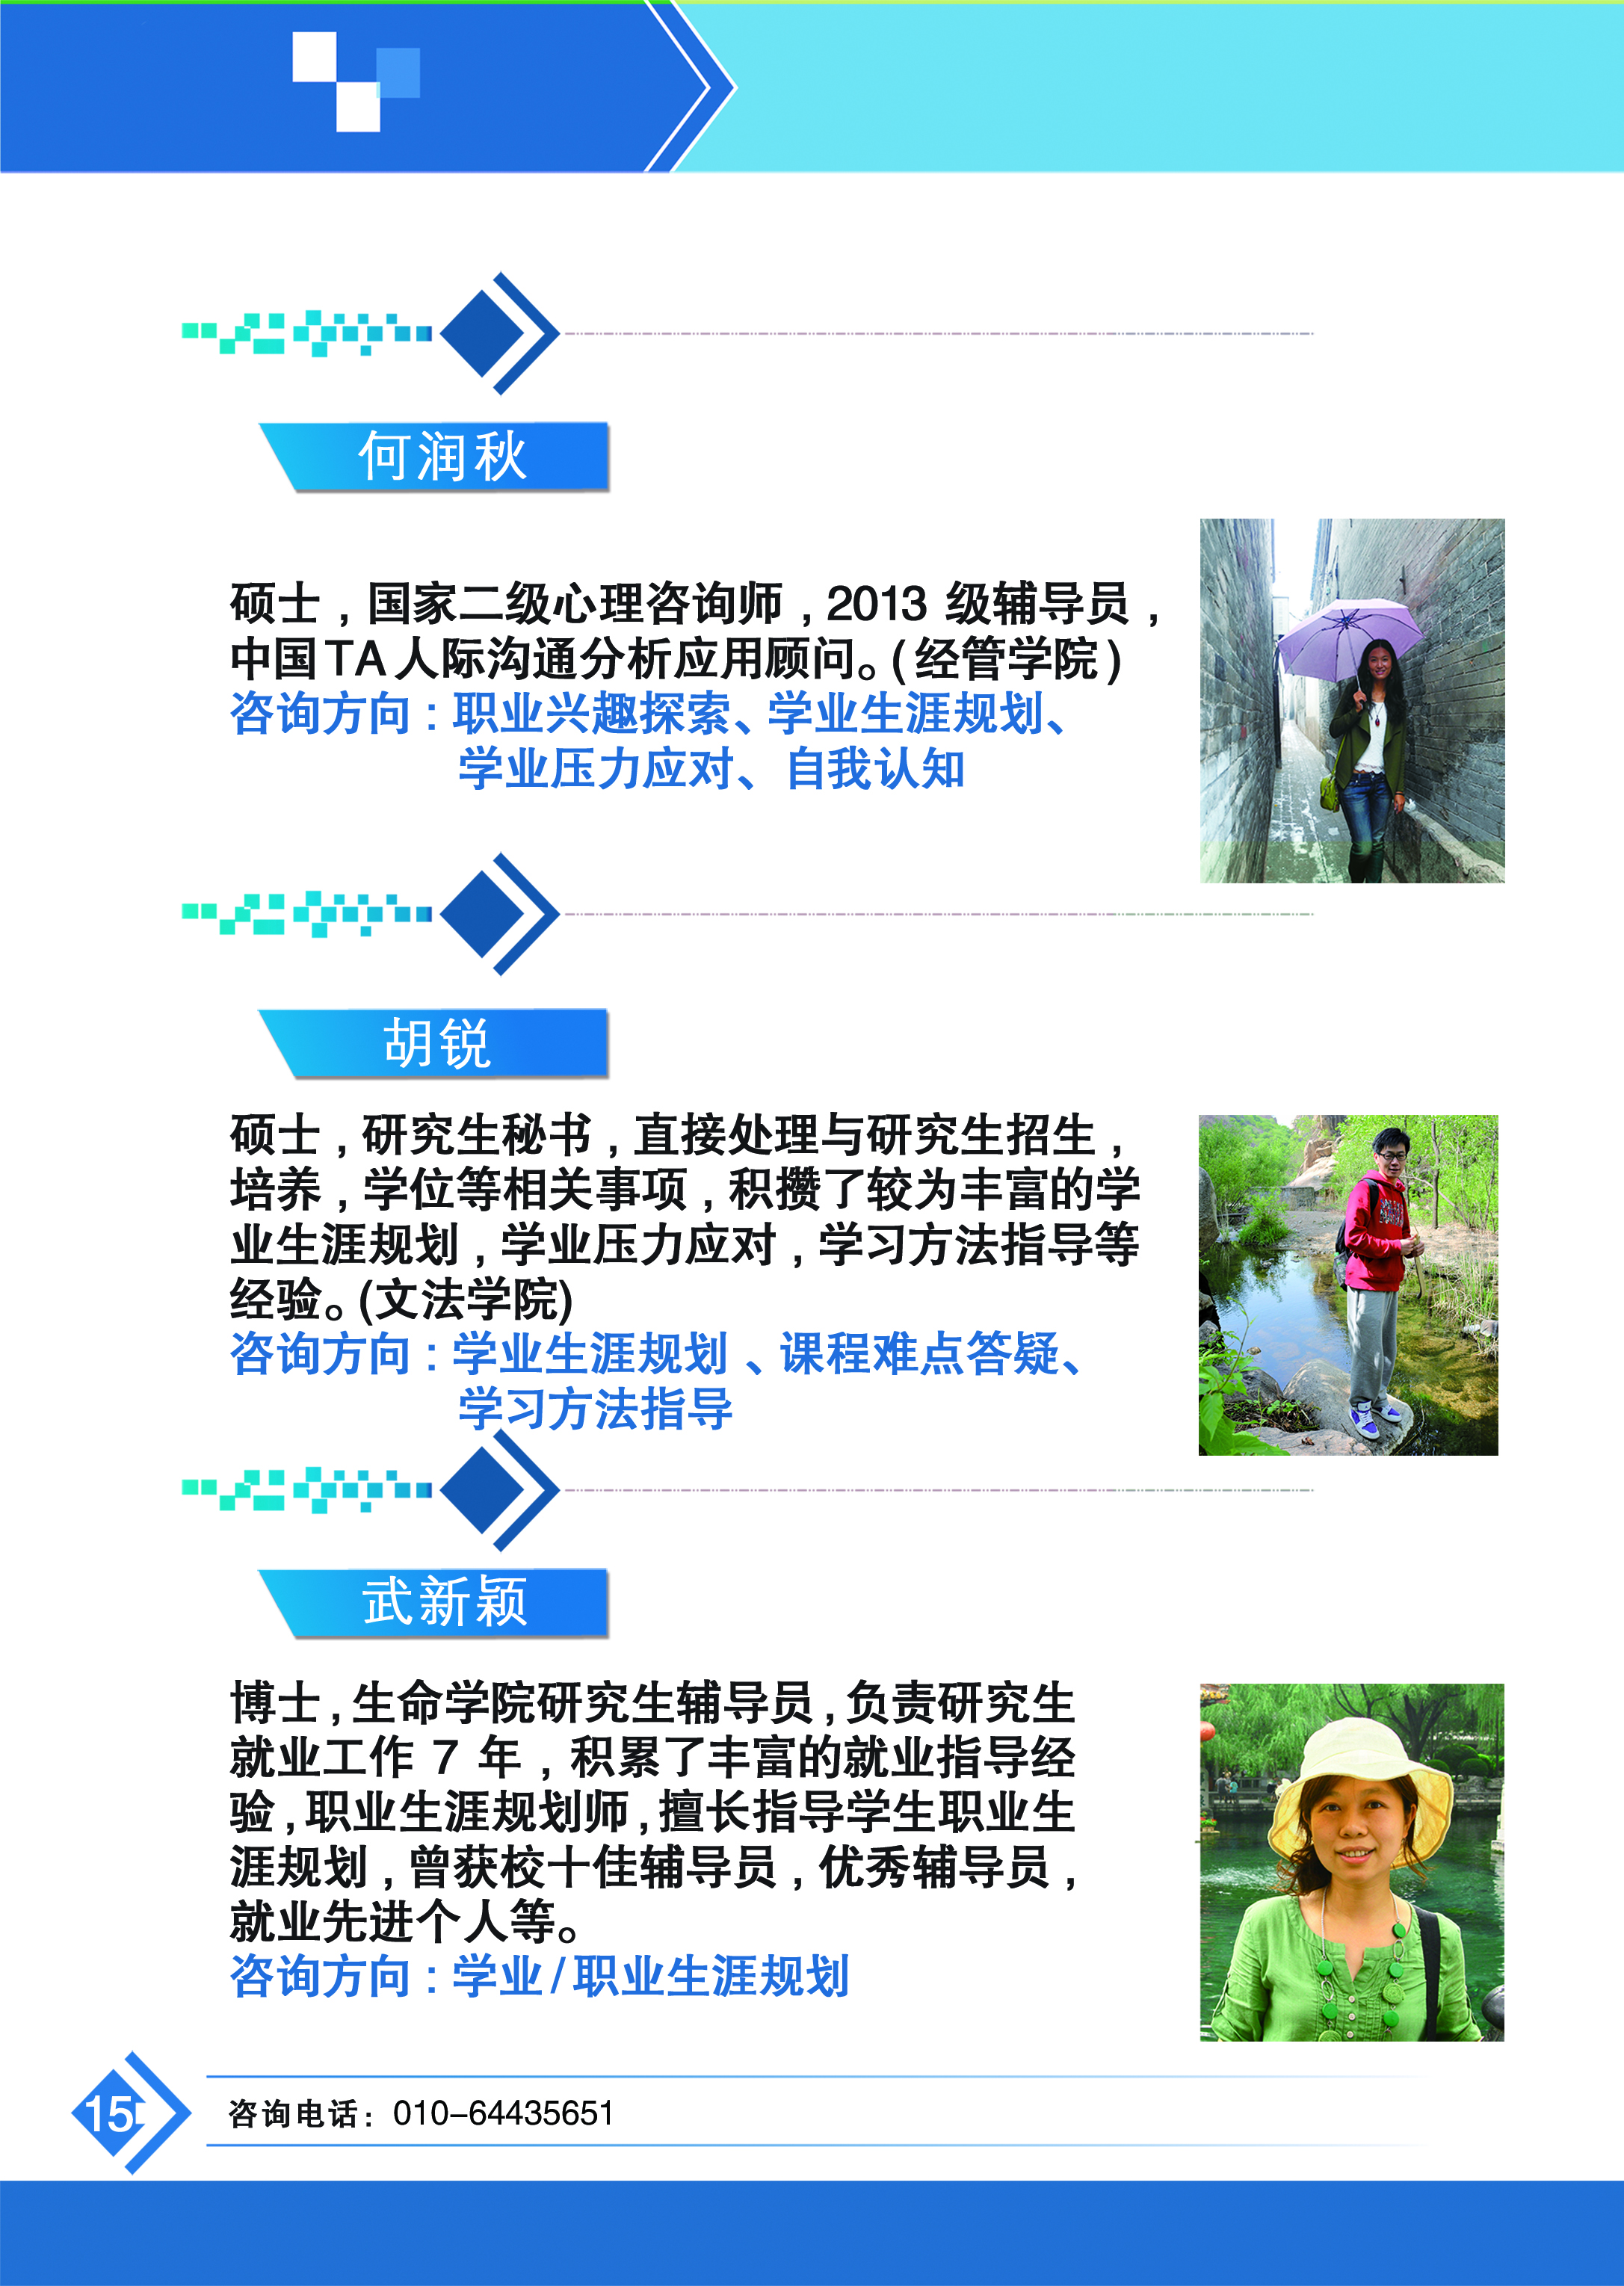 何润秋
硕士，国家二级心理咨询师，2013 级辅导员，
中国TA人际沟通分析应用顾问。(经管学院)
咨询方向：职业兴趣探索、学业生涯规划、
学业压力应对、自我认知
胡锐
硕士，研究生秘书，直接处理与研究生招生，
培养，学位等相关事项，积攒了较为丰富的学
业生涯规划，学业压力应对，学习方法指导等
经验。(文法学院)
咨询方向：学业生涯规划 、课程难点答疑、
学习方法指导
武新颖
博士，生命学院研究生辅导员，负责研究生
就业工作 7 年，积累了丰富的就业指导经
验，职业生涯规划师，擅长指导学生职业生
涯规划，曾获校十佳辅导员，优秀辅导员，
就业先进个人等。
咨询方向：学业/职业生涯规划
15
咨询电话：010-64435651